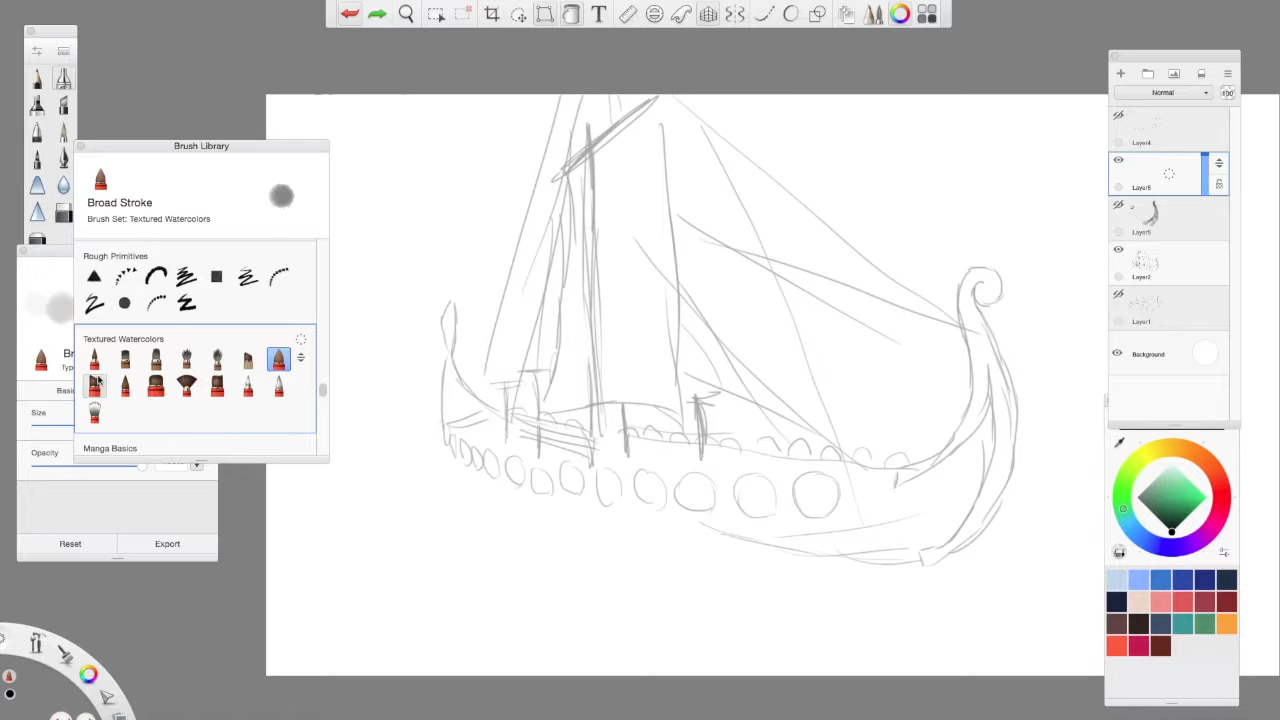 T
Brush Library
Broad Stroke
Brush Set: Textured Watercolors
Rough Primitives
Textured Watercolors
Manga Basics
Size
Opacity
Reset
Export
Normal
100
Layer4
Layer6
Layer5
Layer2
Layer1
Background